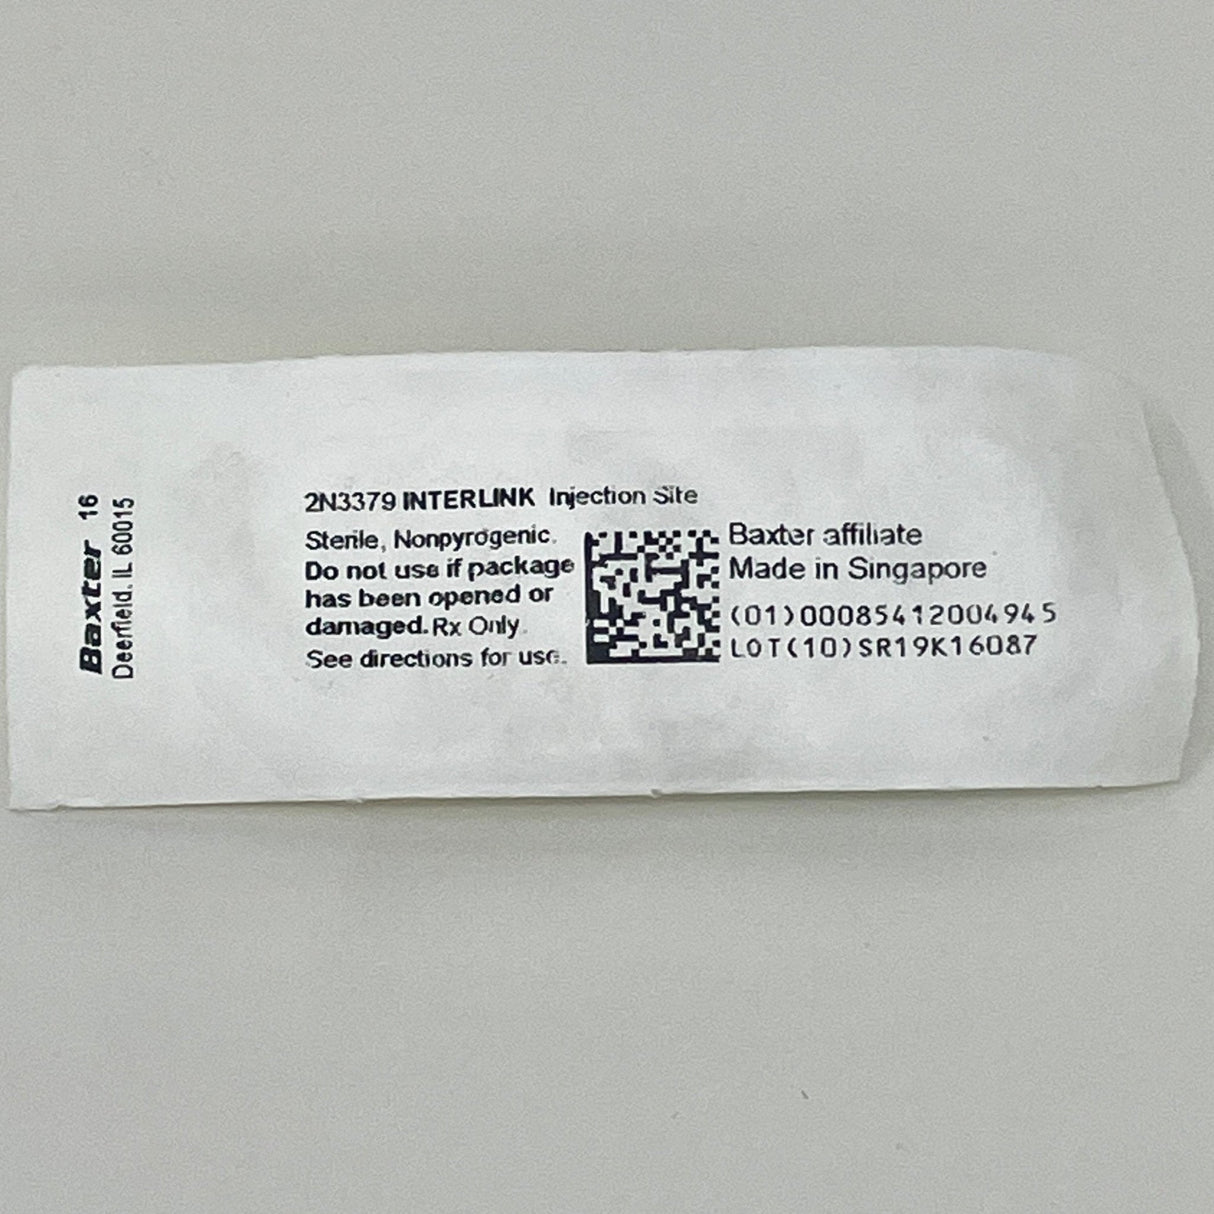 Baxter 16
Deerfield, IL 60015
2N3379 INTERLINK Injection Site
Sterile, Nonpyrogenic.
Do not use if package
has been opened or
damaged. Rx Only.
See directions for use.
Baxter affiliate
Made in Singapore
(01)00085412004945
LOT(10)SR19K16087